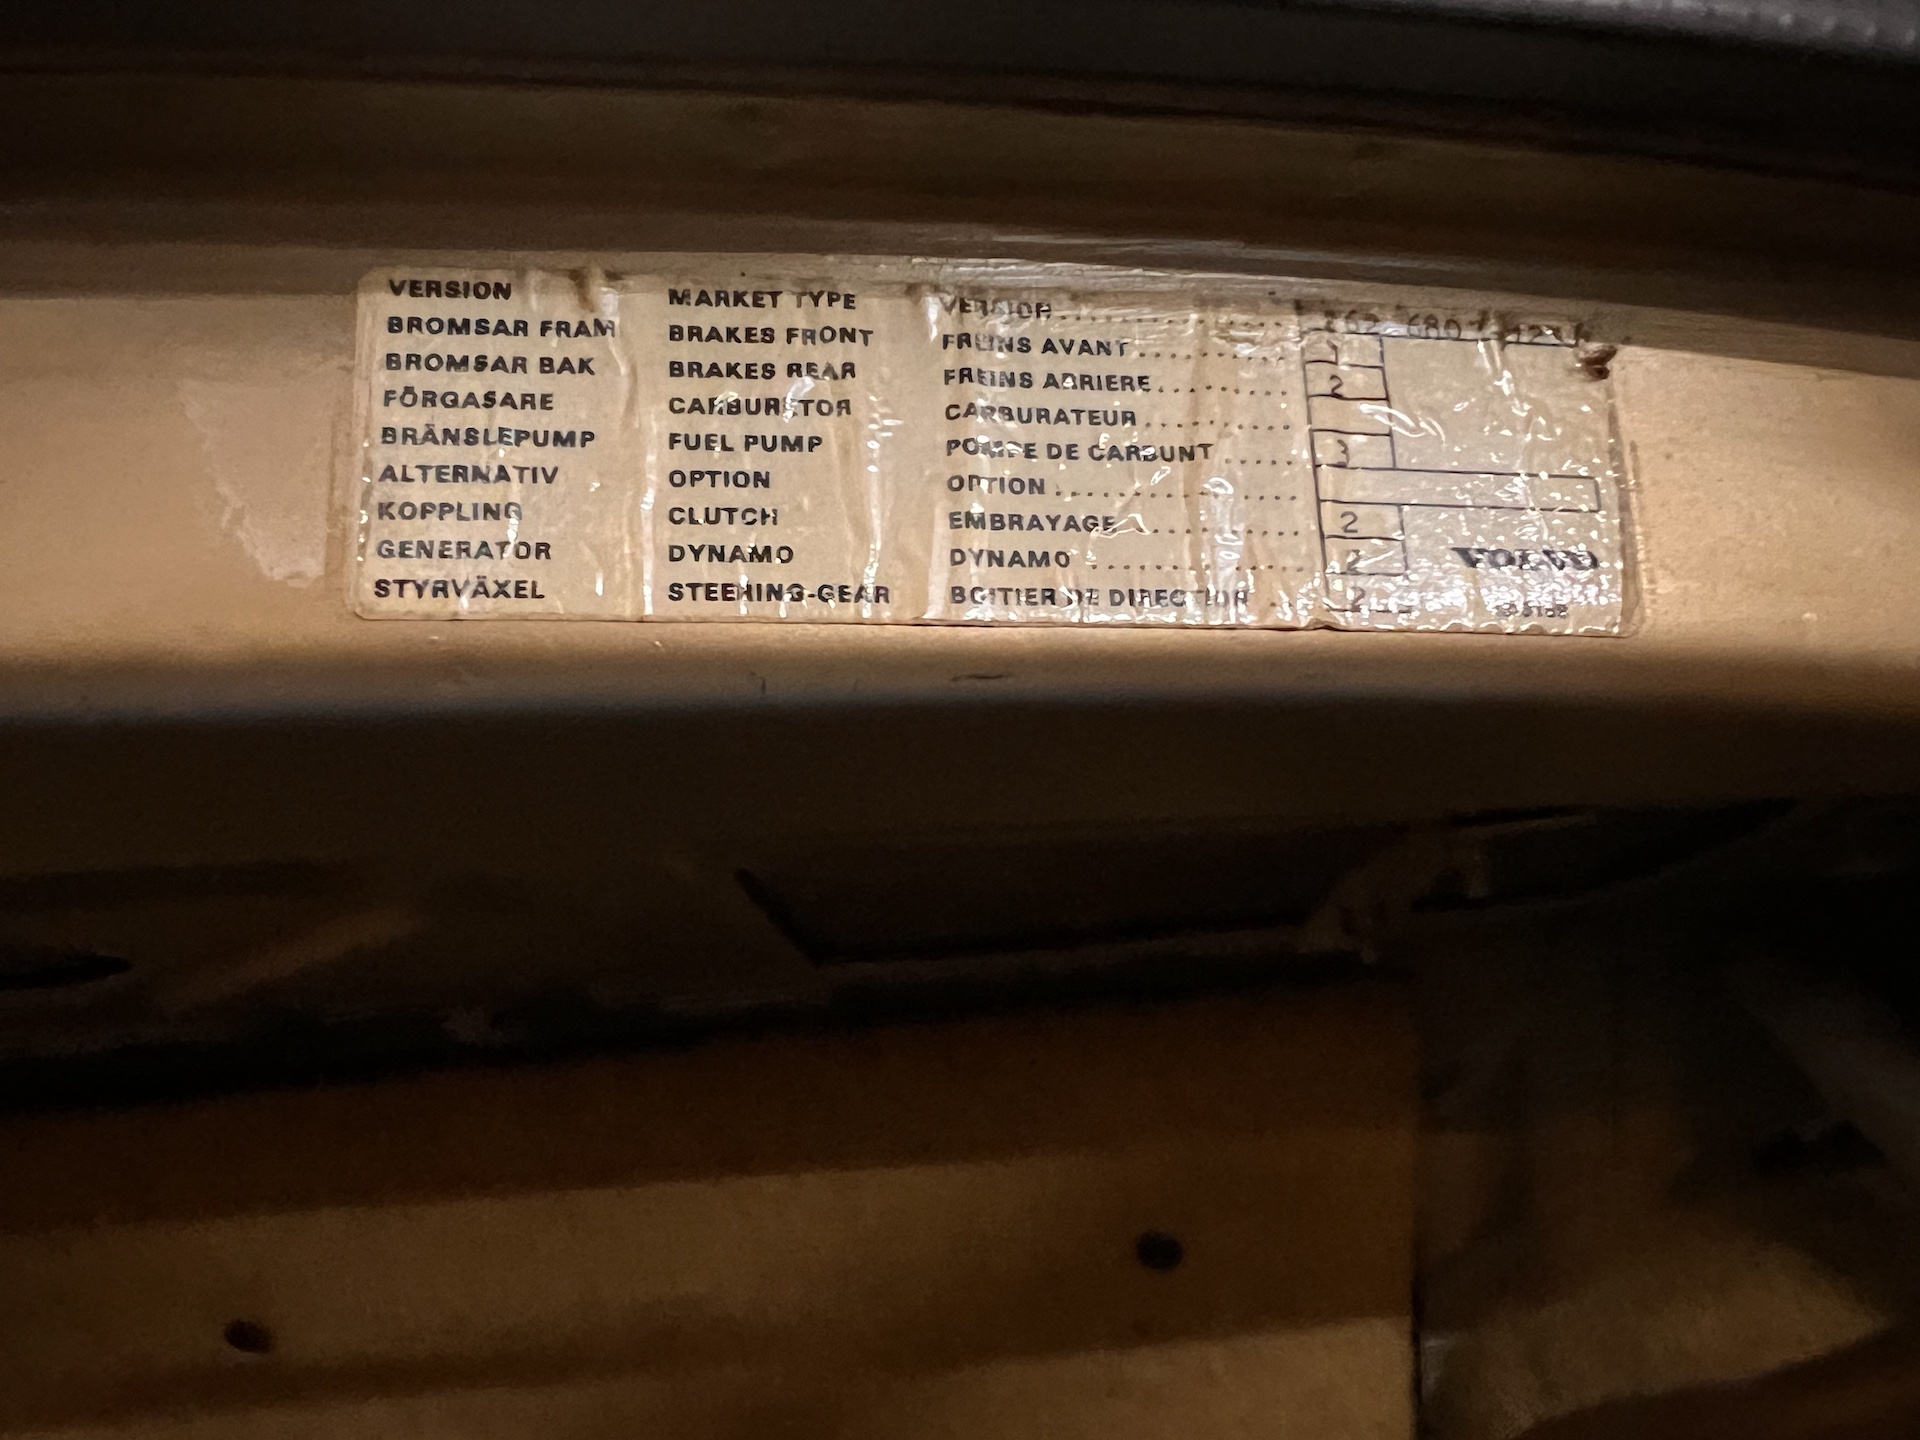 VERSION MARKET TYPE VERSION............
BROMSAR FRAM BRAKES FRONT FREINS AVANT.......... 1
BROMSAR BAK BRAKES REAR FREINS ARRIERE......... 2
FÖRGASARE CARBURETOR CARBURATEUR..........
BRÄNSLEPUMP FUEL PUMP POMPE DE CARBUNT ..... 3
ALTERNATIV OPTION OPTION................
KOPPLING CLUTCH EMBRAYAGE............ 2
GENERATOR DYNAMO DYNAMO .............. 2
VOLVO
STYRVÄXEL STEERING-GEAR BOITIER DE DIRECTION .. 2